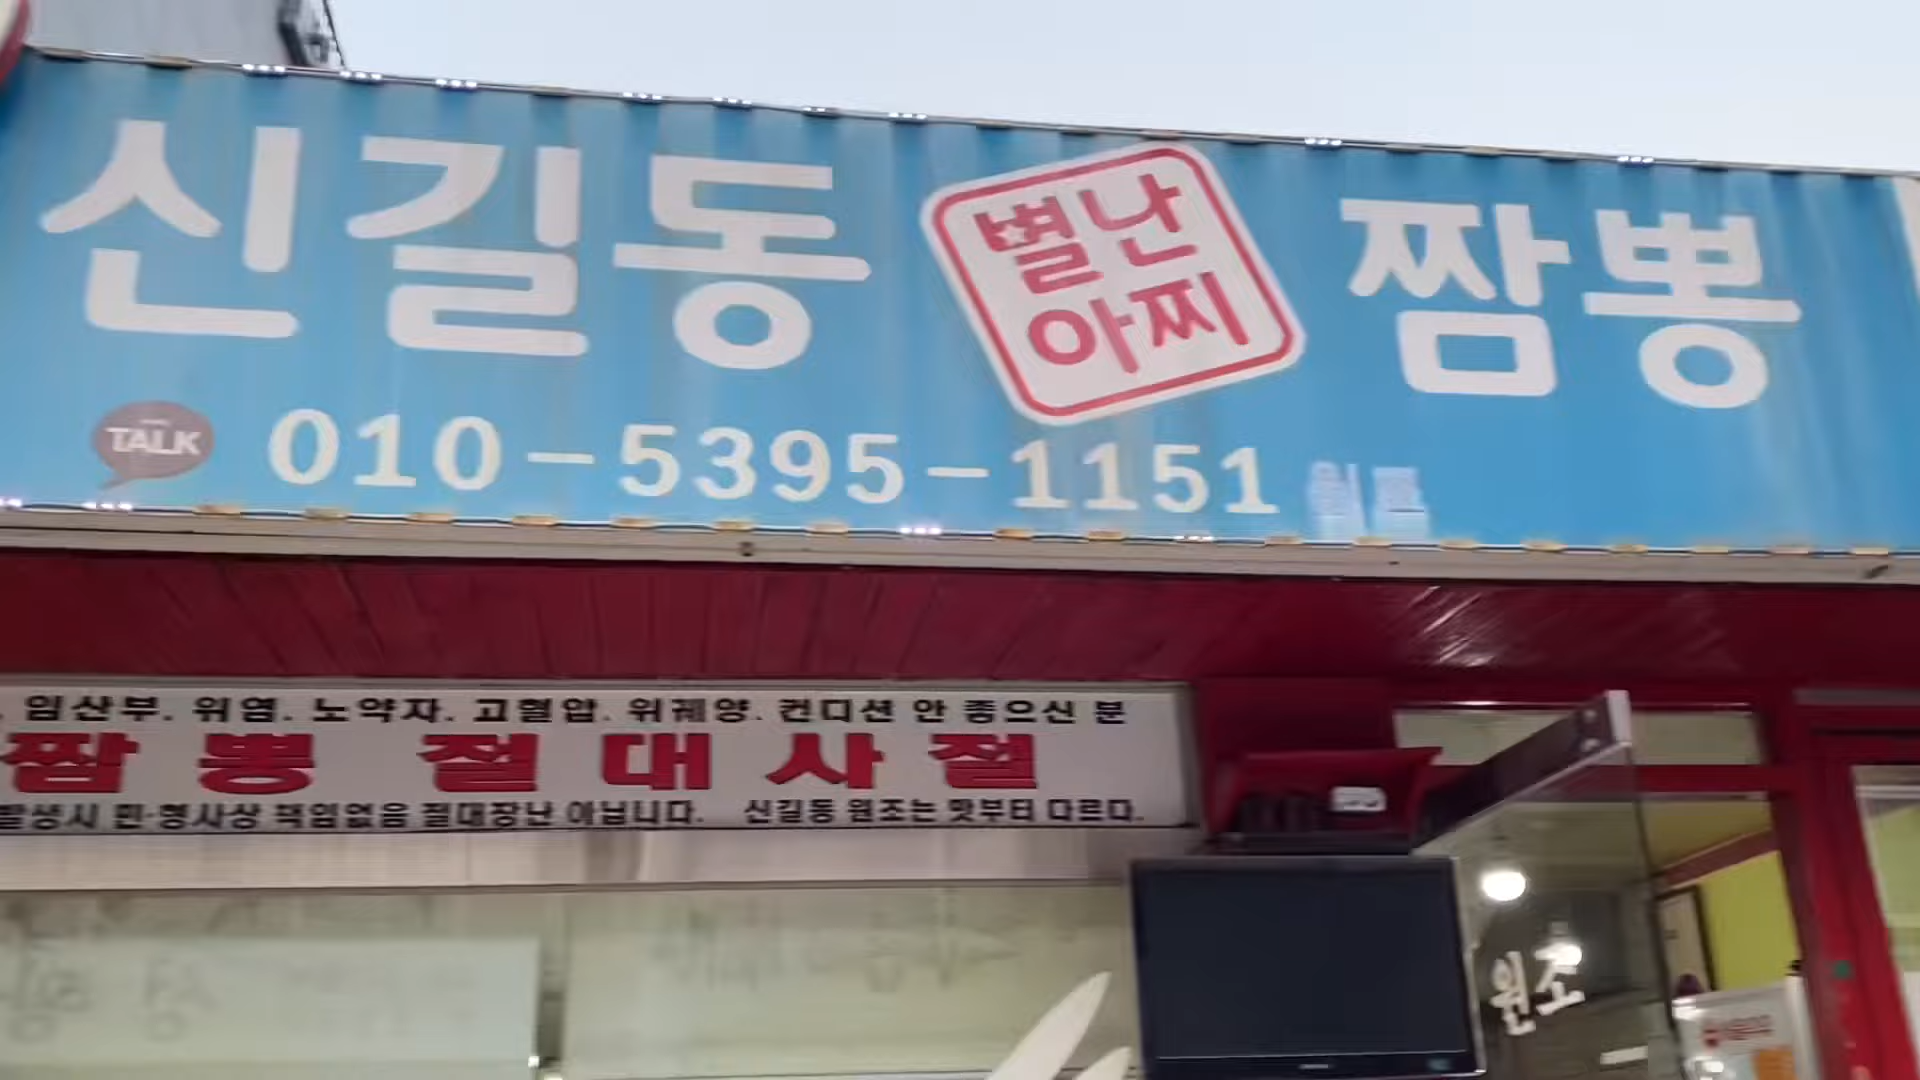 신길동 별난아찌 짬뽕
TALK 010-5395-1151
임산부. 위염. 노약자. 고혈압. 위궤양. 컨디션 안 좋으신 분
짬뽕 절대사절
발생시 민·형사상 책임없음 절대장난 아닙니다. 신길동 원조는 맛부터 다르다.
원조